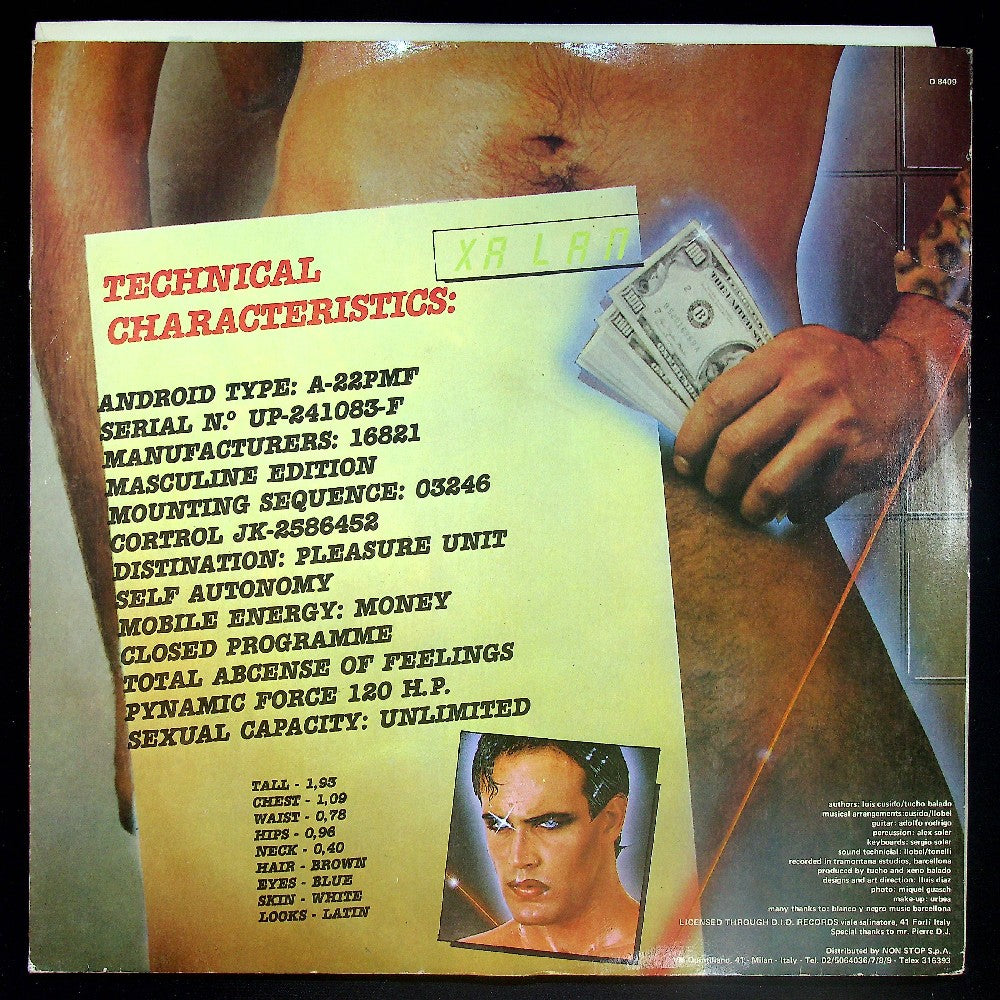 D 8409
XA LAN
TECHNICAL
CHARACTERISTICS:
ANDROID TYPE: A-22PMF
SERIAL N.º UP-241083-F
MANUFACTURERS: 16821
MASCULINE EDITION
MOUNTING SEQUENCE: 03246
CORTROL JK-2586452
DISTINATION: PLEASURE UNIT
SELF AUTONOMY
MOBILE ENERGY: MONEY
CLOSED PROGRAMME
TOTAL ABCENSE OF FEELINGS
PYNAMIC FORCE 120 H.P.
SEXUAL CAPACITY: UNLIMITED
TALL - 1,93
CHEST - 1,09
WAIST - 0,78
HIPS - 0,96
NECK - 0,40
HAIR - BROWN
EYES - BLUE
SKIN - WHITE
LOOKS - LATIN
authors: luis cusido/tucho balado
musical arrangements: cusido/llobel
guitar: adolfo rodrigo
percussion: alex soler
keyboards: sergio soler
sound technicial: llobel/tonelli
recorded in tramontana estudios, barcellona
produced by tucho and xeno balado
designs and art direction: lluis diaz
photo: miquel guasch
make-up: urbea
many thanks to: blanco y negro music barcellona
LICENSED THROUGH D.I.D. RECORDS viale salinatore, 41 Forlì Italy
Special thanks to mr. Pierre D.J.
Distributed by NON STOP S.p.A.
Quintiliano, 41 - Milan - Italy - Tel. 02/5064036/7/8/9 - Telex 316393